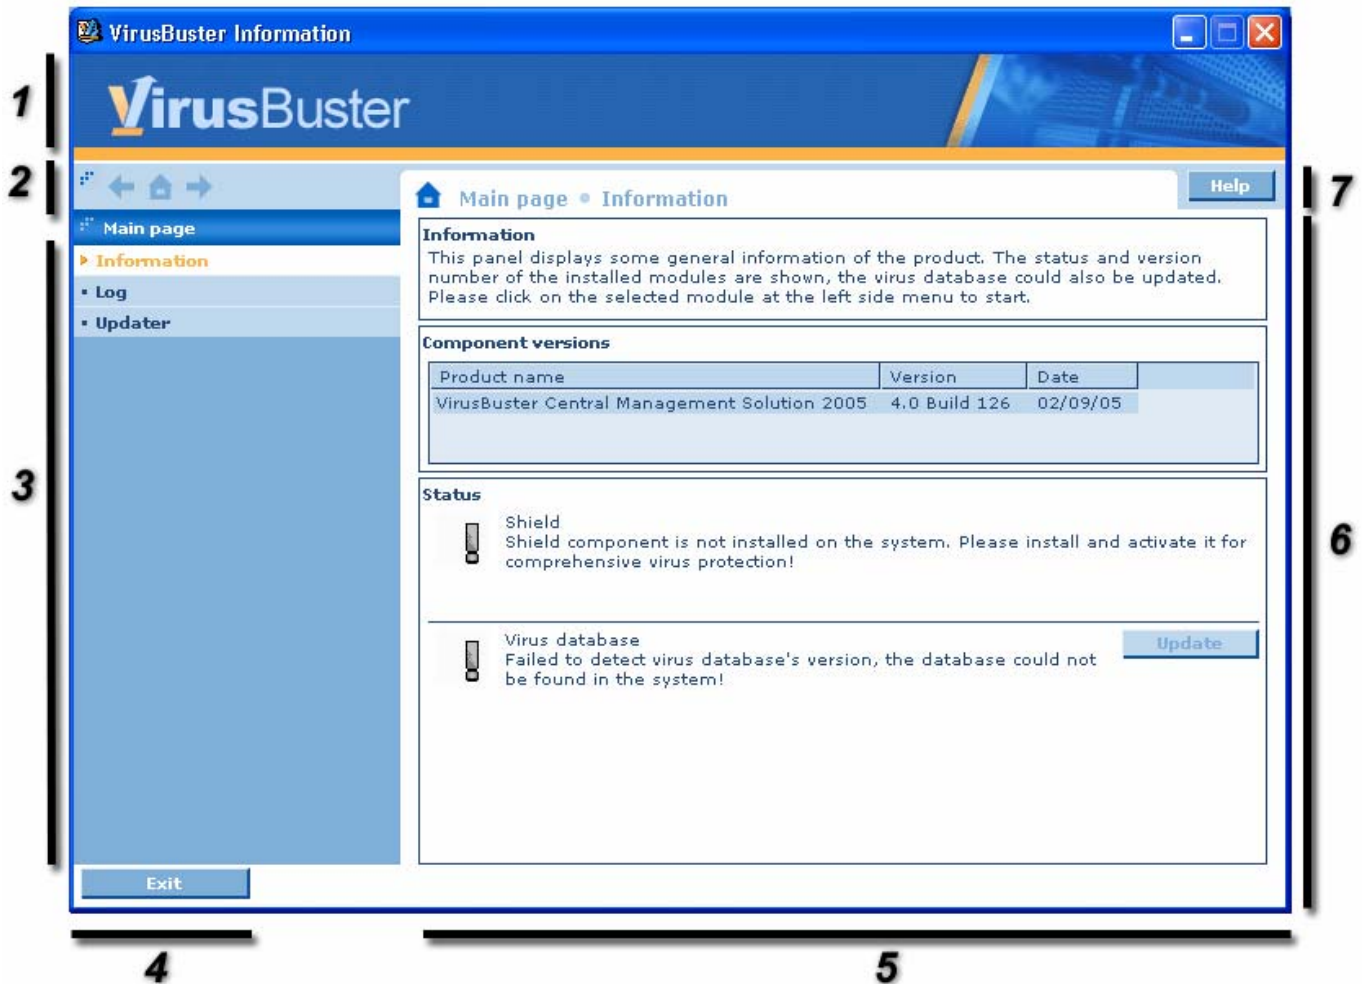 VirusBuster Information
1
VirusBuster
2
Main page • Information
Help
7
Main page
Information
Log
Updater
3
Information
This panel displays some general information of the product. The status and version
number of the installed modules are shown, the virus database could also be updated.
Please click on the selected module at the left side menu to start.
Component versions
Product name Version Date
VirusBuster Central Management Solution 2005 4.0 Build 126 02/09/05
Status
Shield
Shield component is not installed on the system. Please install and activate it for
comprehensive virus protection!
6
Virus database
Failed to detect virus database's version, the database could not
be found in the system!
Update
Exit
4
5